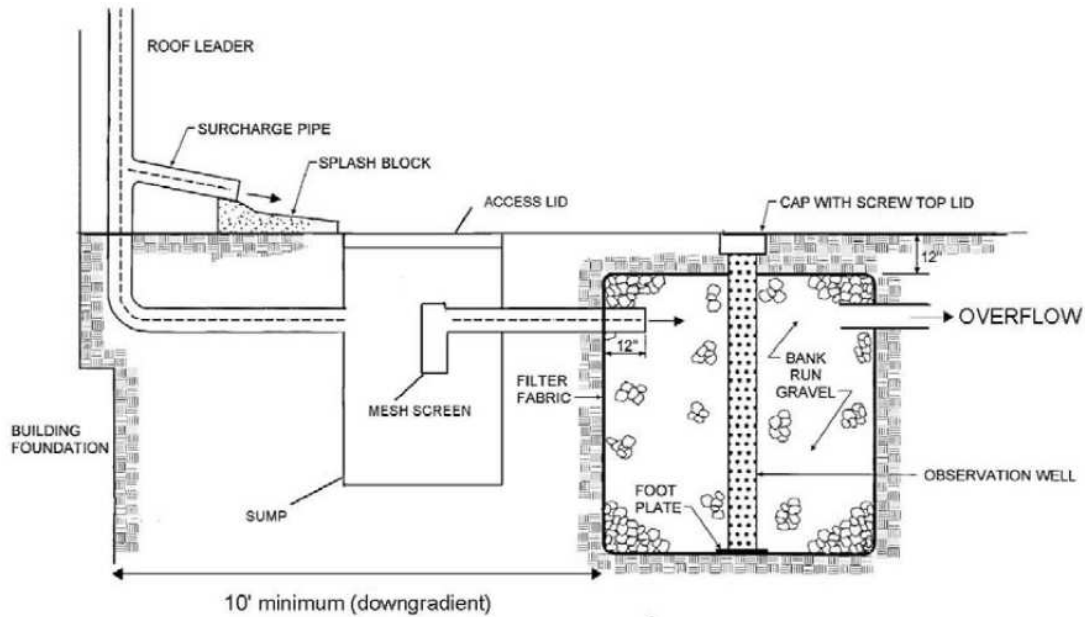 ROOF LEADER
SURCHARGE PIPE
SPLASH BLOCK
ACCESS LID
CAP WITH SCREW TOP LID
12"
OVERFLOW
12"
BANK
RUN
GRAVEL
FILTER
FABRIC
MESH SCREEN
BUILDING
FOUNDATION
OBSERVATION WELL
FOOT
PLATE
SUMP
10' minimum (downgradient)